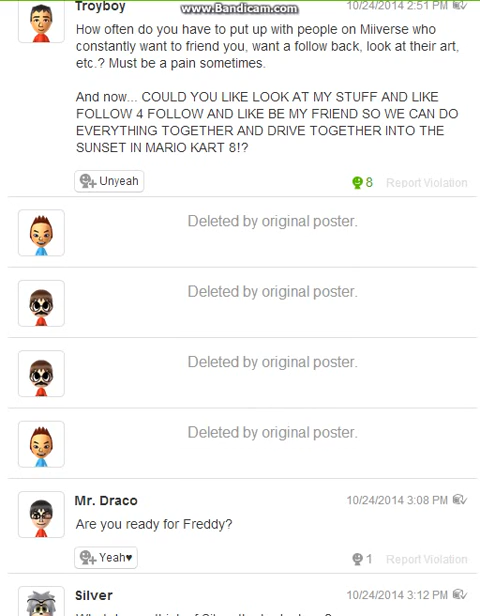 www.Bandicam.com
Troyboy 10/24/2014 2:51 PM
How often do you have to put up with people on Miiverse who
constantly want to friend you, want a follow back, look at their art,
etc.? Must be a pain sometimes.
And now... COULD YOU LIKE LOOK AT MY STUFF AND LIKE
FOLLOW 4 FOLLOW AND LIKE BE MY FRIEND SO WE CAN DO
EVERYTHING TOGETHER AND DRIVE TOGETHER INTO THE
SUNSET IN MARIO KART 8!?
Unyeah 8 Report Violation
Deleted by original poster.
Deleted by original poster.
Deleted by original poster.
Deleted by original poster.
Mr. Draco 10/24/2014 3:08 PM
Are you ready for Freddy?
Yeah♥ 1 Report Violation
Silver 10/24/2014 3:12 PM